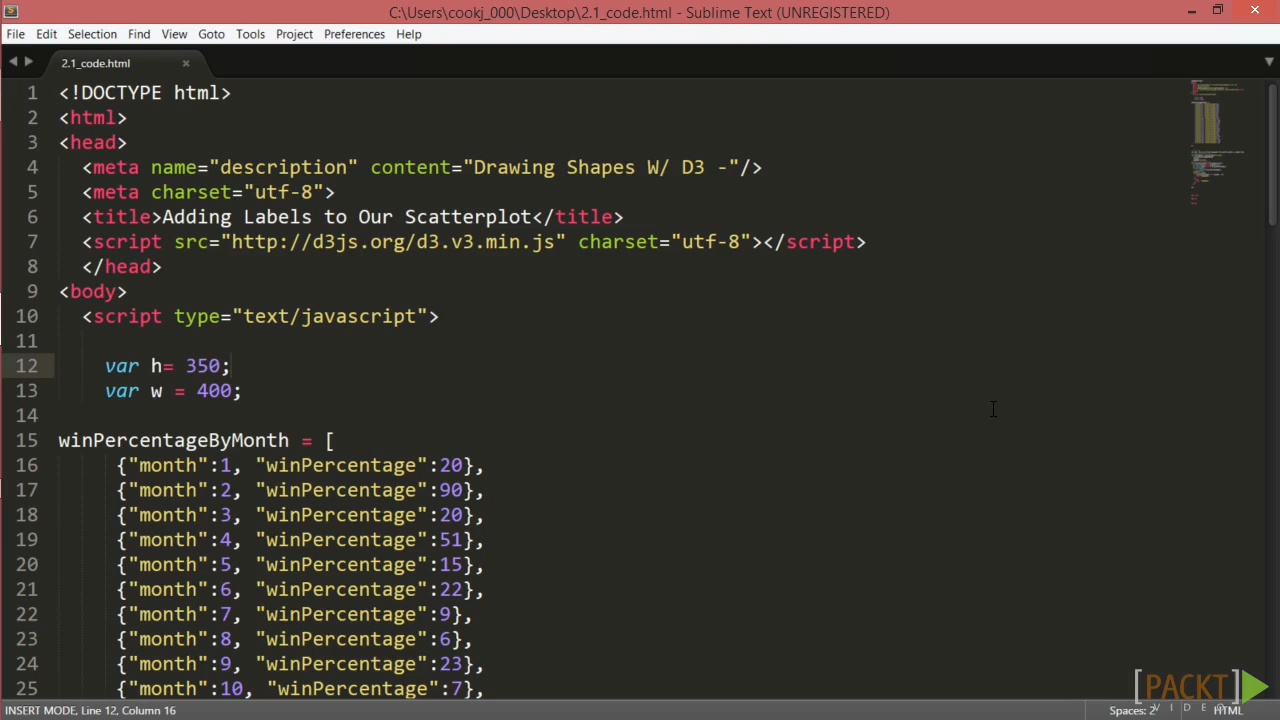 C:\Users\cookj_000\Desktop\2.1_code.html - Sublime Text (UNREGISTERED)
File Edit Selection Find View Goto Tools Project Preferences Help
2.1_code.html
1 <!DOCTYPE html>
2 <html>
3 <head>
4 <meta name="description" content="Drawing Shapes W/ D3 -"/>
5 <meta charset="utf-8">
6 <title>Adding Labels to Our Scatterplot</title>
7 <script src="http://d3js.org/d3.v3.min.js" charset="utf-8"></script>
8 </head>
9 <body>
10 <script type="text/javascript">
11
12 var h= 350;
13 var w = 400;
14
15 winPercentageByMonth = [
16 {"month":1, "winPercentage":20},
17 {"month":2, "winPercentage":90},
18 {"month":3, "winPercentage":20},
19 {"month":4, "winPercentage":51},
20 {"month":5, "winPercentage":15},
21 {"month":6, "winPercentage":22},
22 {"month":7, "winPercentage":9},
23 {"month":8, "winPercentage":6},
24 {"month":9, "winPercentage":23},
25 {"month":10, "winPercentage":7},
[PACKT]
VIDEO
INSERT MODE, Line 12, Column 16 Spaces: 2 HTML